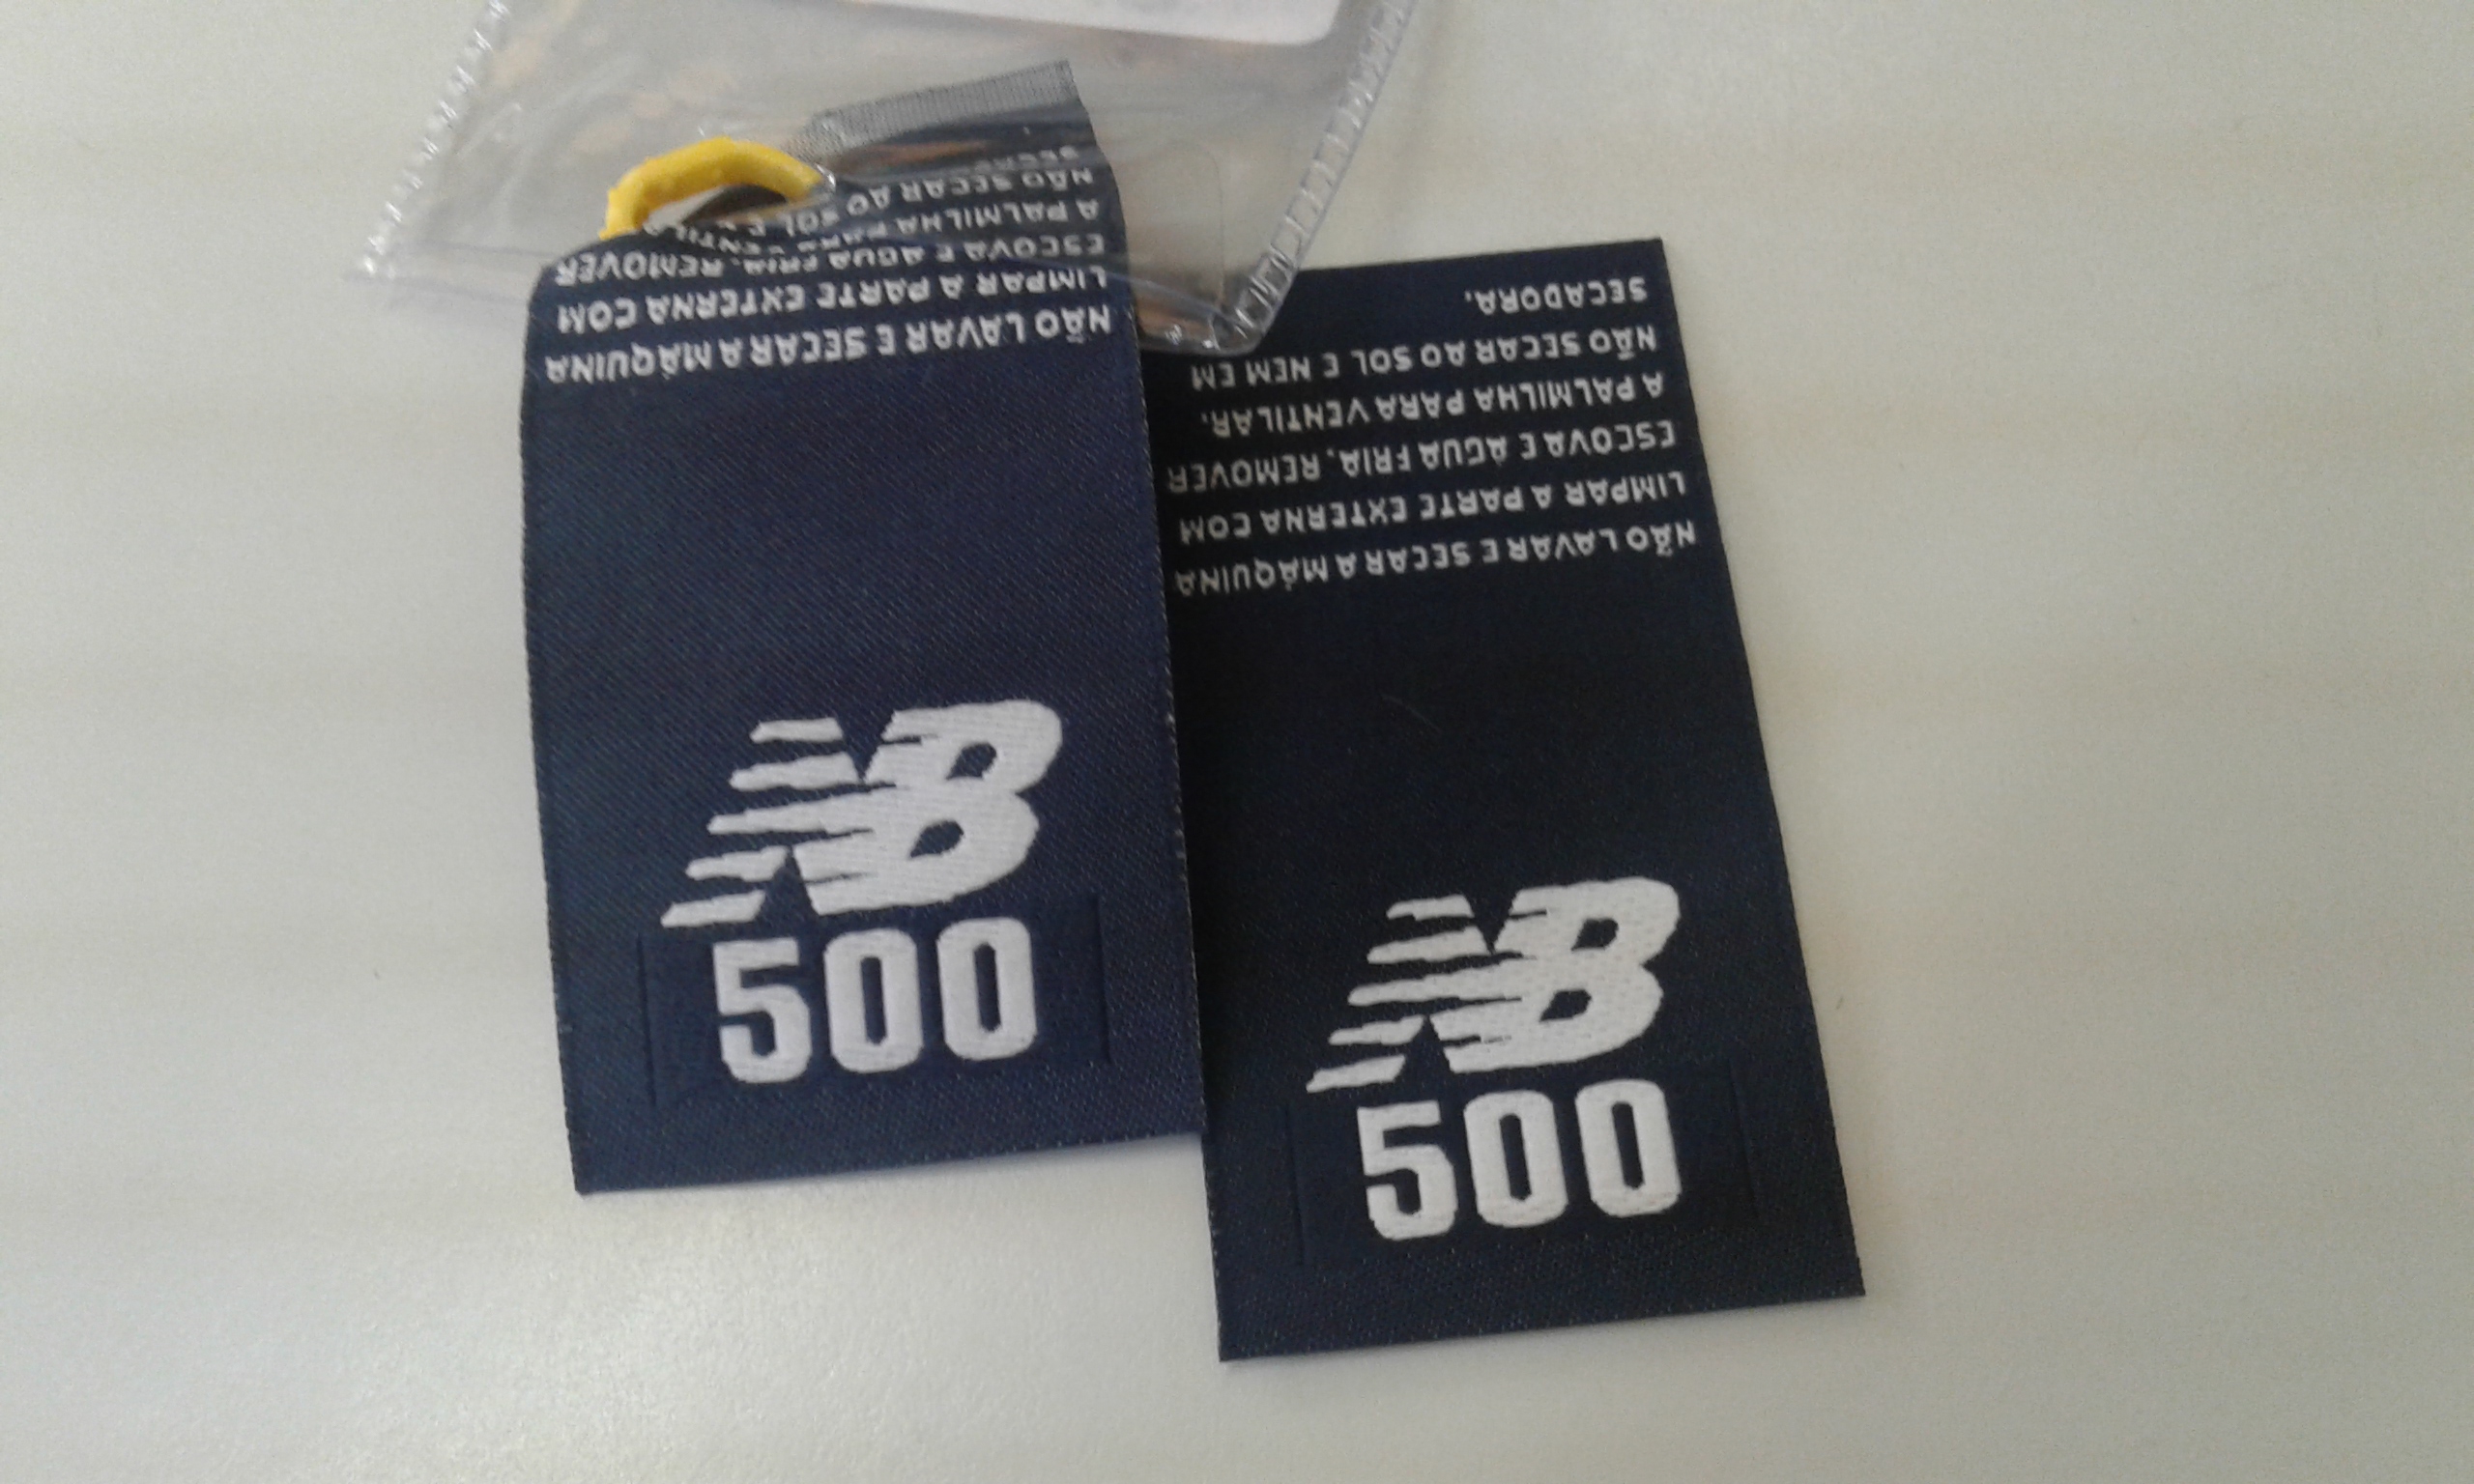 NÃO LAVAR E SECAR A MÁQUINA
LIMPAR A PARTE EXTERNA COM
ESCOVA E ÁGUA FRIA. REMOVER
A PALMILHA PARA VENTILA
NÃO SECAR AO SOL E
SECAD
NB
500
NÃO LAVAR E SECAR A MÁQUINA
LIMPAR A PARTE EXTERNA COM
ESCOVA E ÁGUA FRIA. REMOVER
A PALMILHA PARA VENTILAR.
NÃO SECAR AO SOL E NEM EM
SECADORA.
NB
500